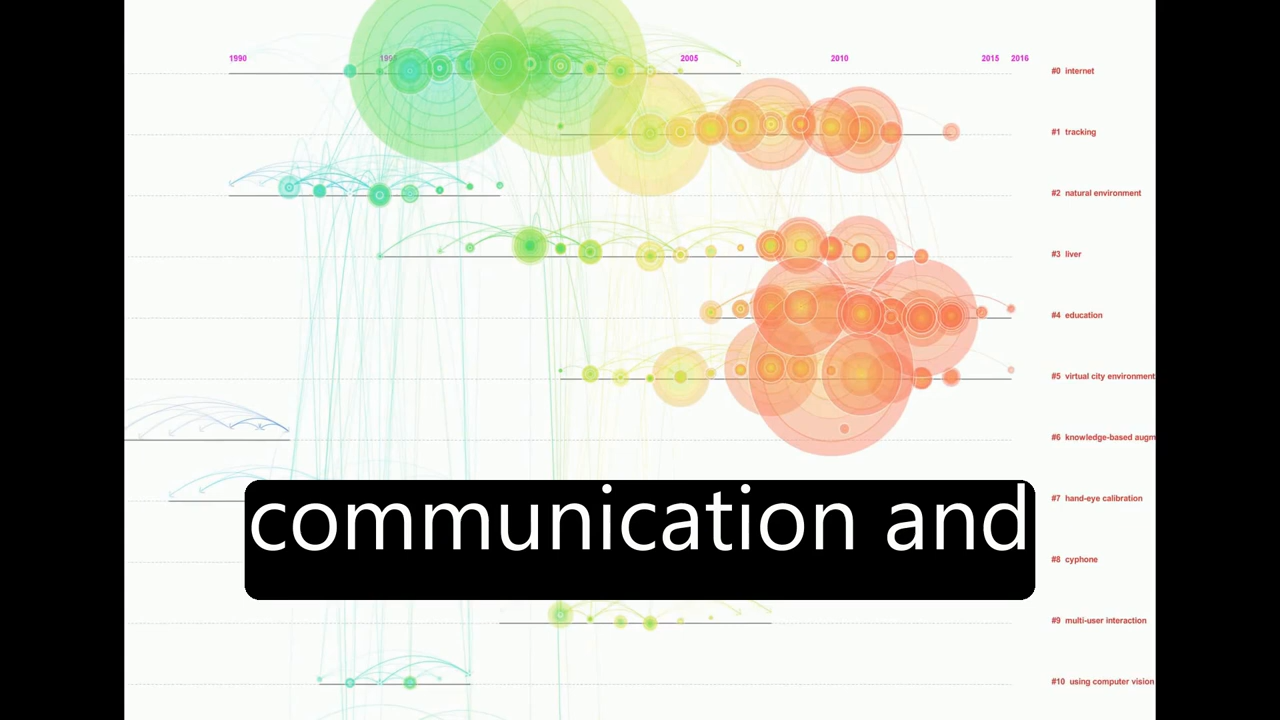 1990
2005
2010
2015 2016
#0 internet
#1 tracking
#2 natural environment
#3 liver
#4 education
#5 virtual city environment
#6 knowledge-based augm
#7 hand-eye calibration
communication and
#8 cyphone
#9 multi-user interaction
#10 using computer vision